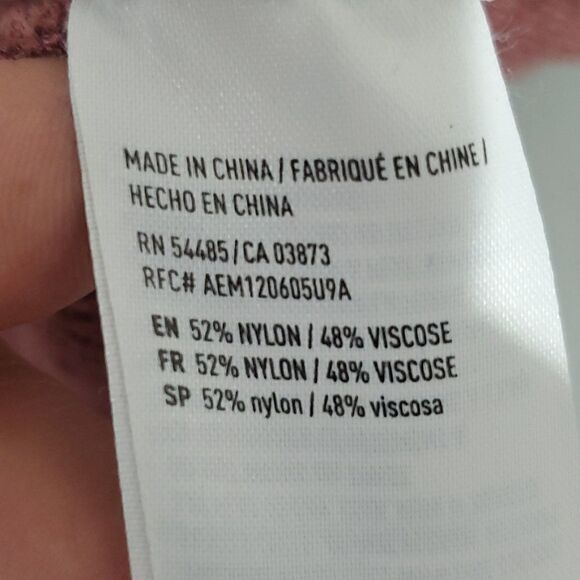 MADE IN CHINA / FABRIQUÉ EN CHINE /
HECHO EN CHINA
RN 54485 / CA 03873
RFC# AEM120605U9A
EN 52% NYLON / 48% VISCOSE
FR 52% NYLON / 48% VISCOSE
SP 52% nylon / 48% viscosa